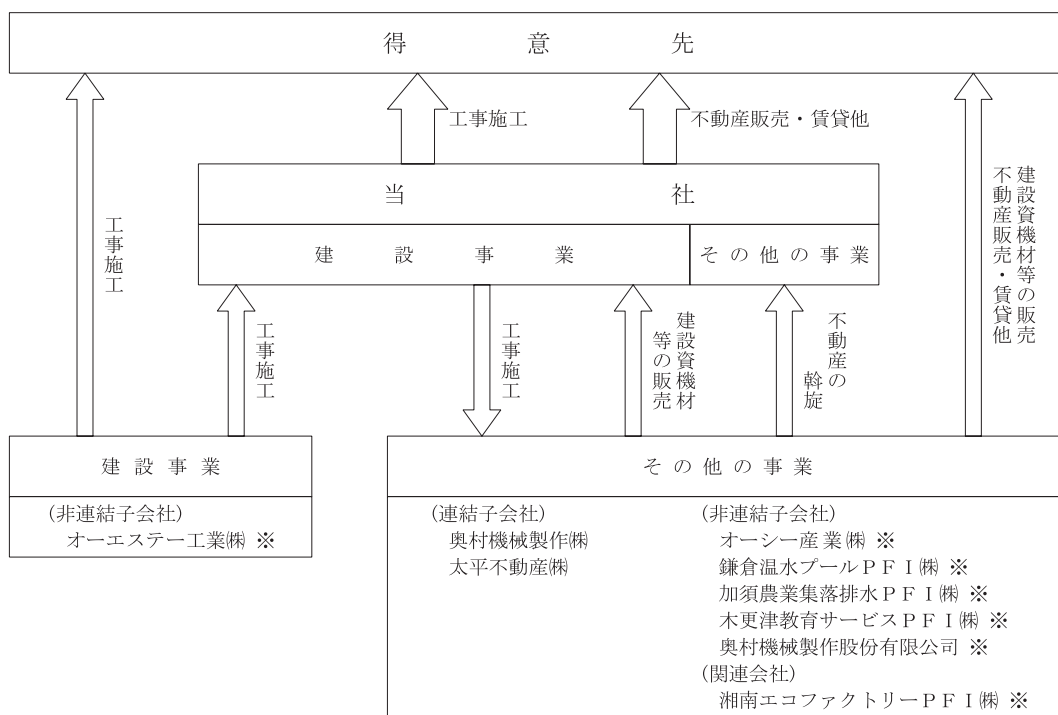 得意先
工事施工
不動産販売・賃貸他
当社
建設事業
その他の事業
工事施工
工事施工
工事施工
建設資機材
等の販売
不動産の
斡旋
建設資機材等の販売
不動産販売・賃貸他
建設事業
(非連結子会社)
オーエステー工業㈱ ※
その他の事業
(連結子会社)
奥村機械製作㈱
太平不動産㈱
(非連結子会社)
オーシー産業㈱ ※
鎌倉温水プールＰＦＩ㈱ ※
加須農業集落排水ＰＦＩ㈱ ※
木更津教育サービスＰＦＩ㈱ ※
奥村機械製作股份有限公司 ※
(関連会社)
湘南エコファクトリーＰＦＩ㈱ ※